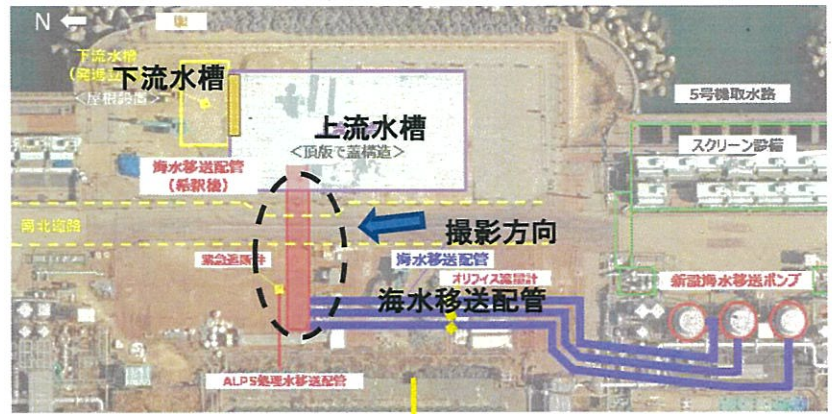 N
下流水槽
下流水槽
<屋根設置>
上流水槽
<頂版で蓋構造>
5号機取水路
スクリーン設備
海水移送配管
(希釈後)
南北道路
撮影方向
緊急遮断弁
海水移送配管
オリフィス流量計
新設海水移送ポンプ
海水移送配管
ALPS処理水移送配管